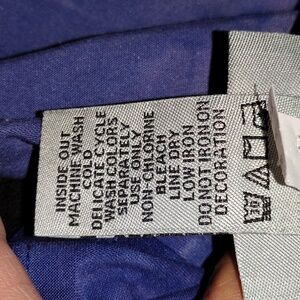 INSIDE OUT
MACHINE WASH
COLD
DELICATE CYCLE
WASH COLORS
SEPARATELY
USE ONLY
NON-CHLORINE
BLEACH
LINE DRY
LOW IRON
DO NOT IRON ON
DECORATION